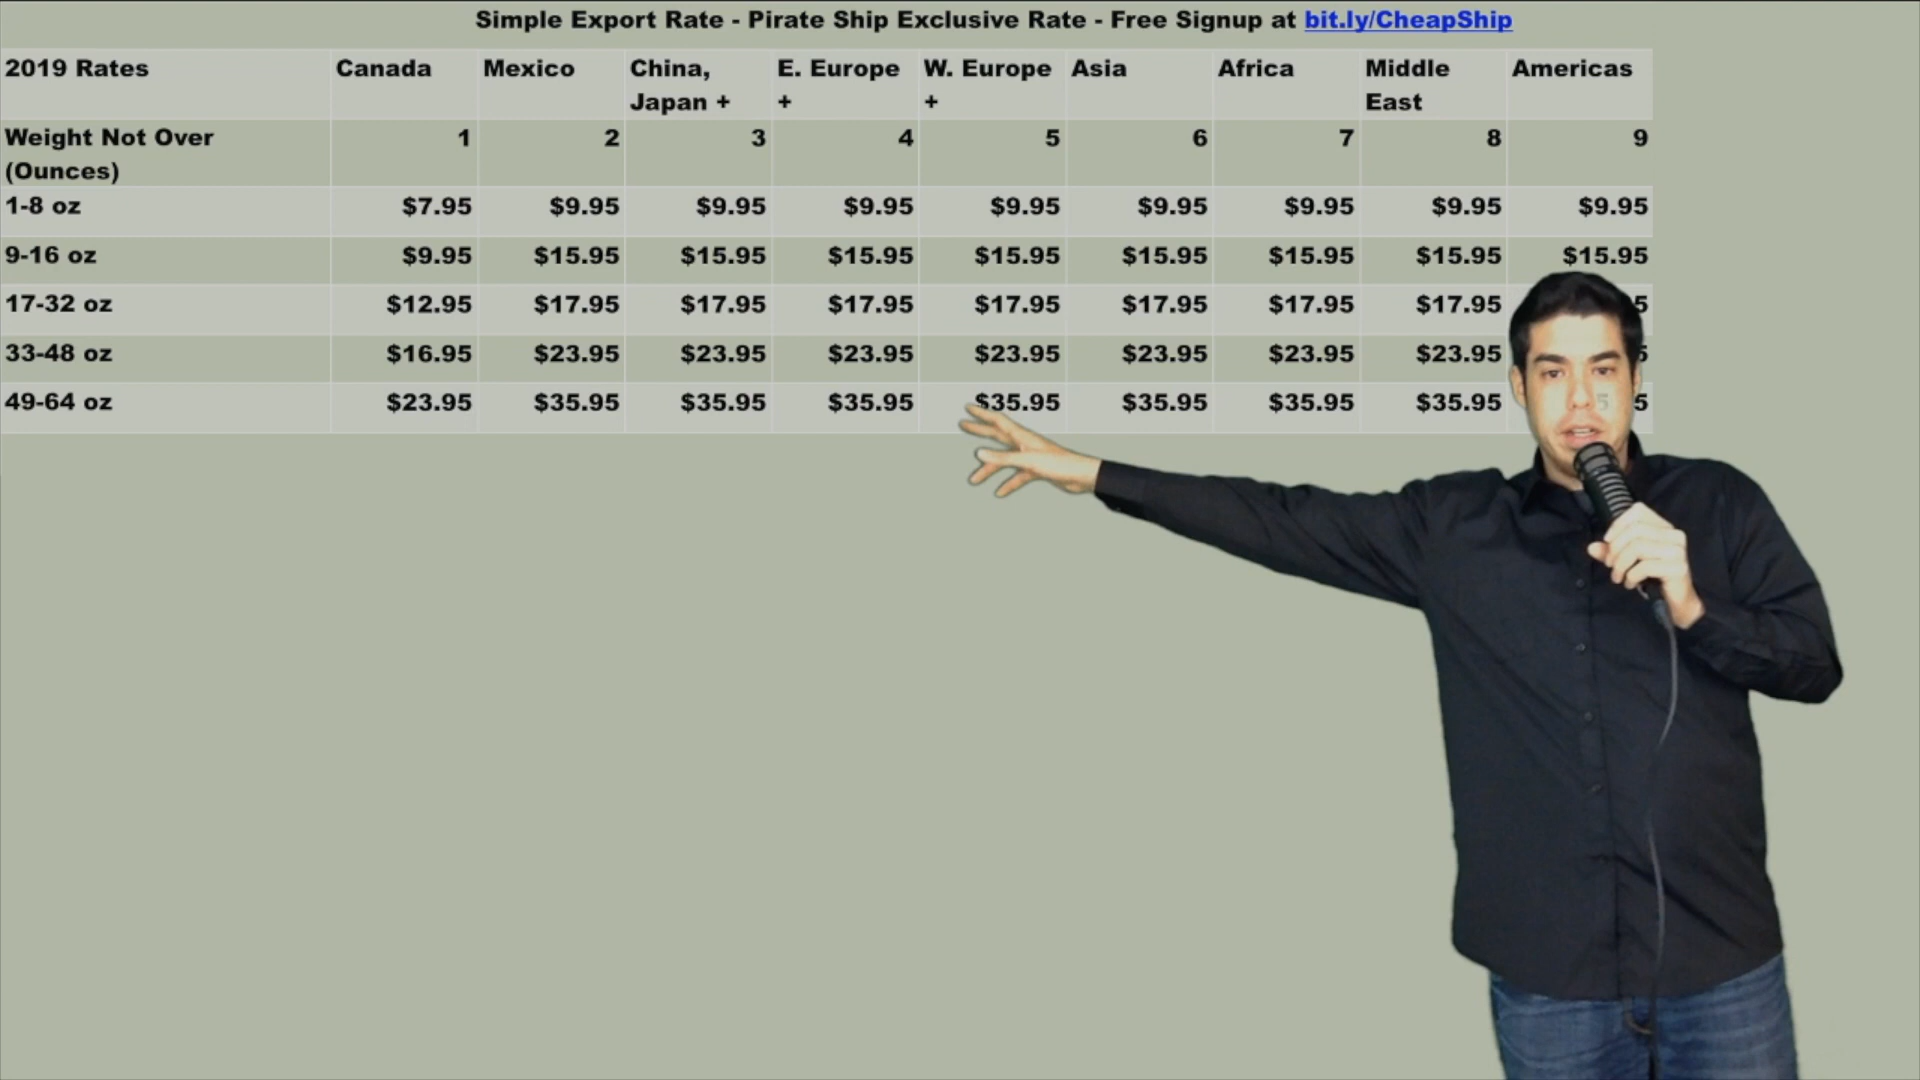 Simple Export Rate - Pirate Ship Exclusive Rate - Free Signup at bit.ly/CheapShip
2019 Rates Canada Mexico China, Japan + E. Europe + W. Europe + Asia Africa Middle East Americas
Weight Not Over (Ounces) 1 2 3 4 5 6 7 8 9
1-8 oz $7.95 $9.95 $9.95 $9.95 $9.95 $9.95 $9.95 $9.95 $9.95
9-16 oz $9.95 $15.95 $15.95 $15.95 $15.95 $15.95 $15.95 $15.95 $15.95
17-32 oz $12.95 $17.95 $17.95 $17.95 $17.95 $17.95 $17.95 $17.95
33-48 oz $16.95 $23.95 $23.95 $23.95 $23.95 $23.95 $23.95 $23.95
49-64 oz $23.95 $35.95 $35.95 $35.95 $35.95 $35.95 $35.95 $35.95